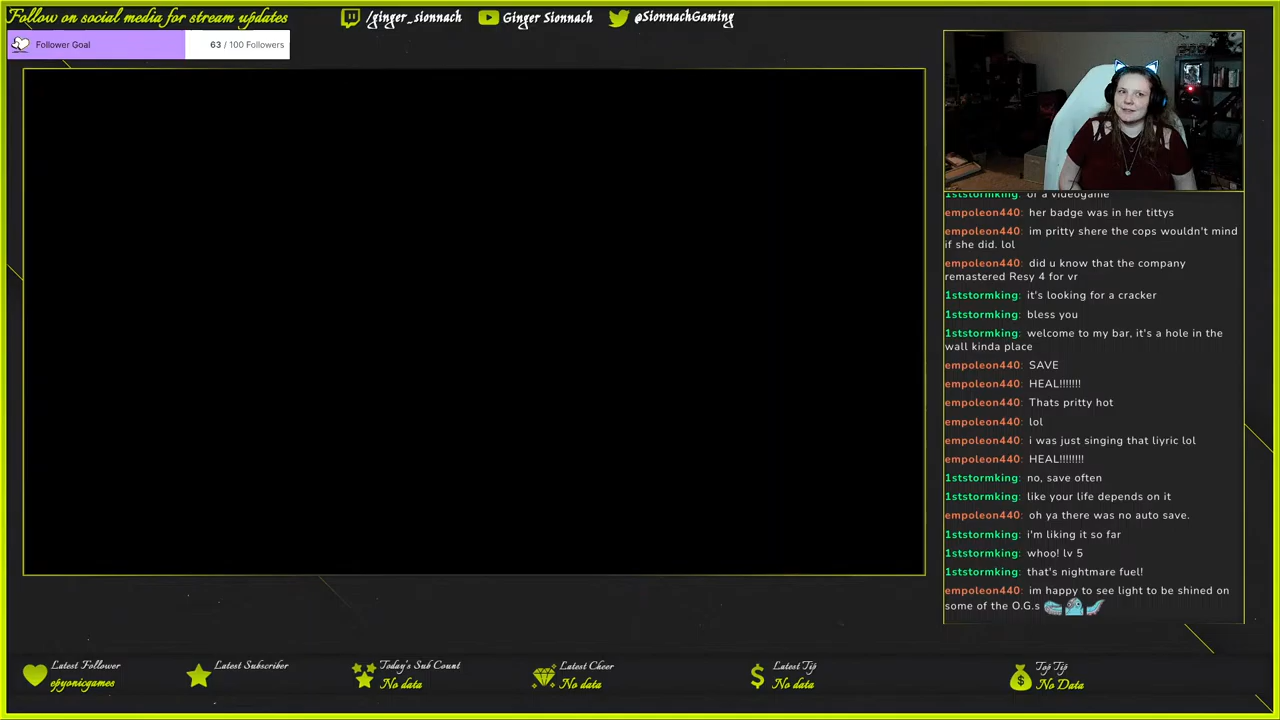 Follow on social media for stream updates
/ginger_sionnach
Ginger Sionnach
@SionnachGaming
Follower Goal
63 / 100 Followers
1ststormking: of a videogame
empoleon440: her badge was in her tittys
empoleon440: im pritty shere the cops wouldn't mind
if she did. lol
empoleon440: did u know that the company
remastered Resy 4 for vr
1ststormking: it's looking for a cracker
1ststormking: bless you
1ststormking: welcome to my bar, it's a hole in the
wall kinda place
empoleon440: SAVE
empoleon440: HEAL!!!!!!!
empoleon440: Thats pritty hot
empoleon440: lol
empoleon440: i was just singing that liyric lol
empoleon440: HEAL!!!!!!!!
1ststormking: no, save often
1ststormking: like your life depends on it
empoleon440: oh ya there was no auto save.
1ststormking: i'm liking it so far
1ststormking: whoo! lv 5
1ststormking: that's nightmare fuel!
empoleon440: im happy to see light to be shined on
some of the O.G.s
Latest Follower
epyonicgames
Latest Subscriber
Today's Sub Count
No data
Latest Cheer
No data
Latest Tip
No data
Top Tip
No Data